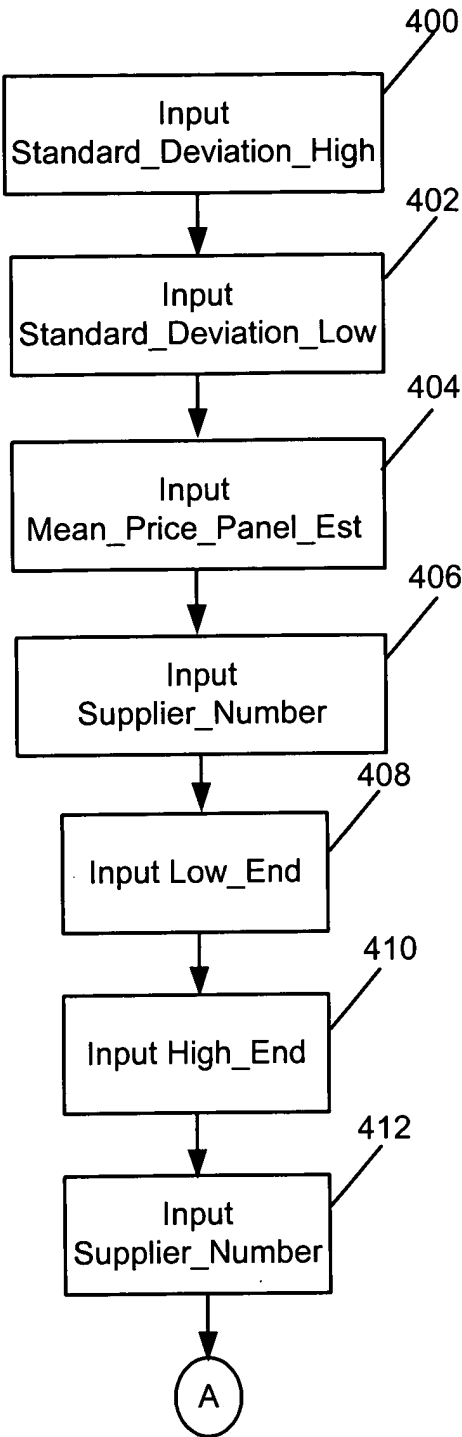 400
Input
Standard_Deviation_High
402
Input
Standard_Deviation_Low
404
Input
Mean_Price_Panel_Est
406
Input
Supplier_Number
408
Input Low_End
410
Input High_End
412
Input
Supplier_Number
A